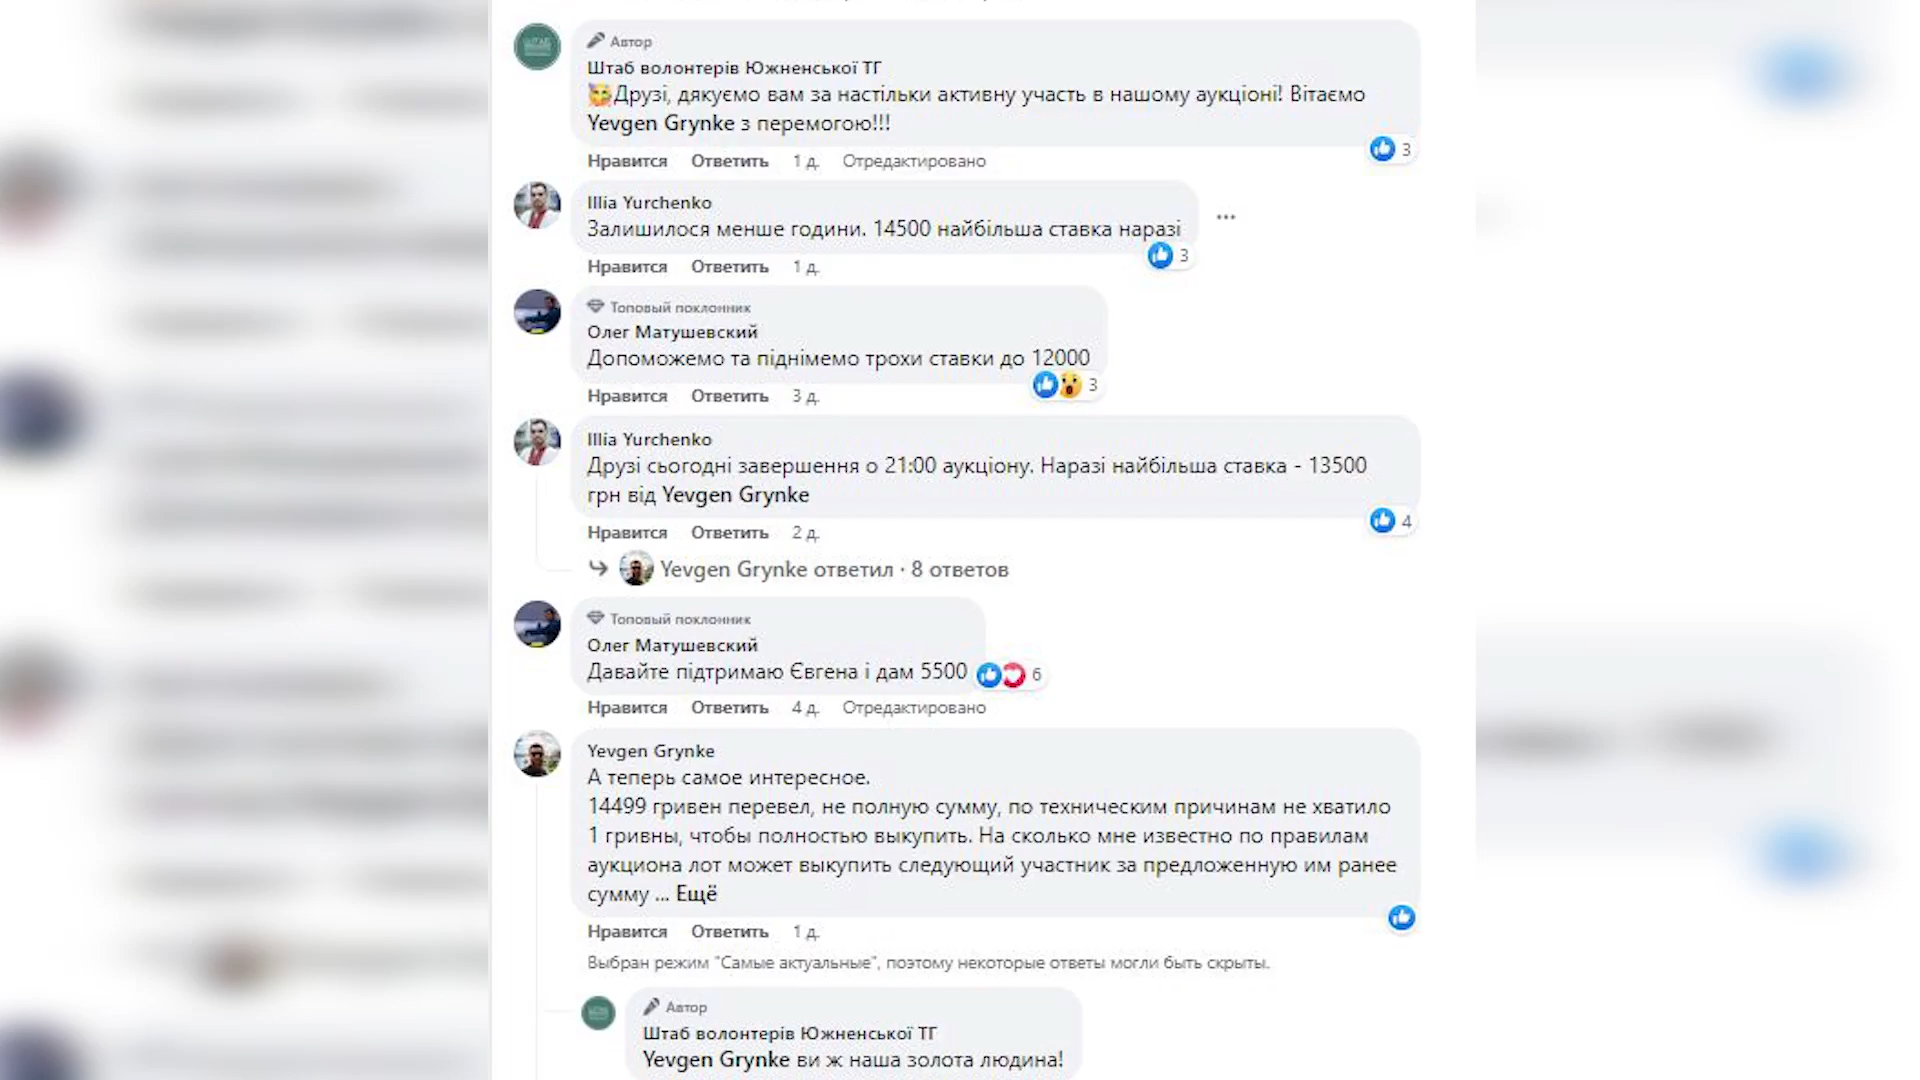 Автор
Штаб волонтерів Южненської ТГ
🥳Друзі, дякуємо вам за настільки активну участь в нашому аукціоні! Вітаємо
Yevgen Grynke з перемогою!!!
3
Нравится Ответить 1 д. Отредактировано
Illia Yurchenko
Залишилося менше години. 14500 найбільша ставка наразі
3
Нравится Ответить 1 д.
Топовый поклонник
Олег Матушевский
Допоможемо та піднімемо трохи ставки до 12000
3
Нравится Ответить 3 д.
Illia Yurchenko
Друзі сьогодні завершення о 21:00 аукціону. Наразі найбільша ставка - 13500
грн від Yevgen Grynke
4
Нравится Ответить 2 д.
Yevgen Grynke ответил · 8 ответов
Топовый поклонник
Олег Матушевский
Давайте підтримаю Євгена і дам 5500
6
Нравится Ответить 4 д. Отредактировано
Yevgen Grynke
А теперь самое интересное.
14499 гривен перевел, не полную сумму, по техническим причинам не хватило
1 гривны, чтобы полностью выкупить. На сколько мне известно по правилам
аукциона лот может выкупить следующий участник за предложенную им ранее
сумму ... Ещё
Нравится Ответить 1 д.
Выбран режим "Самые актуальные", поэтому некоторые ответы могли быть скрыты.
Автор
Штаб волонтерів Южненської ТГ
Yevgen Grynke ви ж наша золота людина!